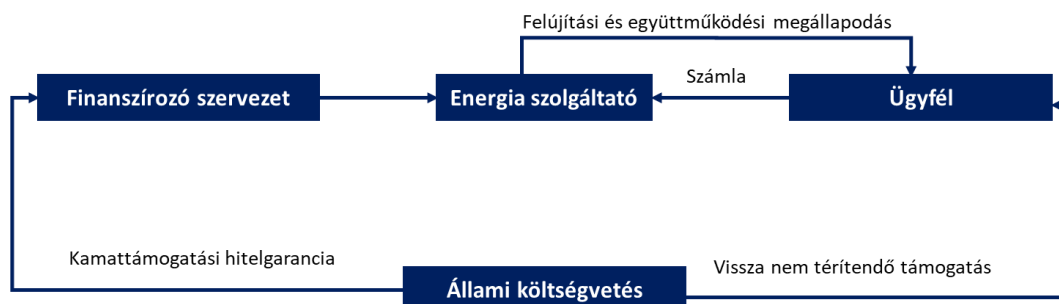 Felújítási és együttműködési megállapodás
Finanszírozó szervezet
Energia szolgáltató
Számla
Ügyfél
Kamattámogatási hitelgarancia
Állami költségvetés
Vissza nem térítendő támogatás